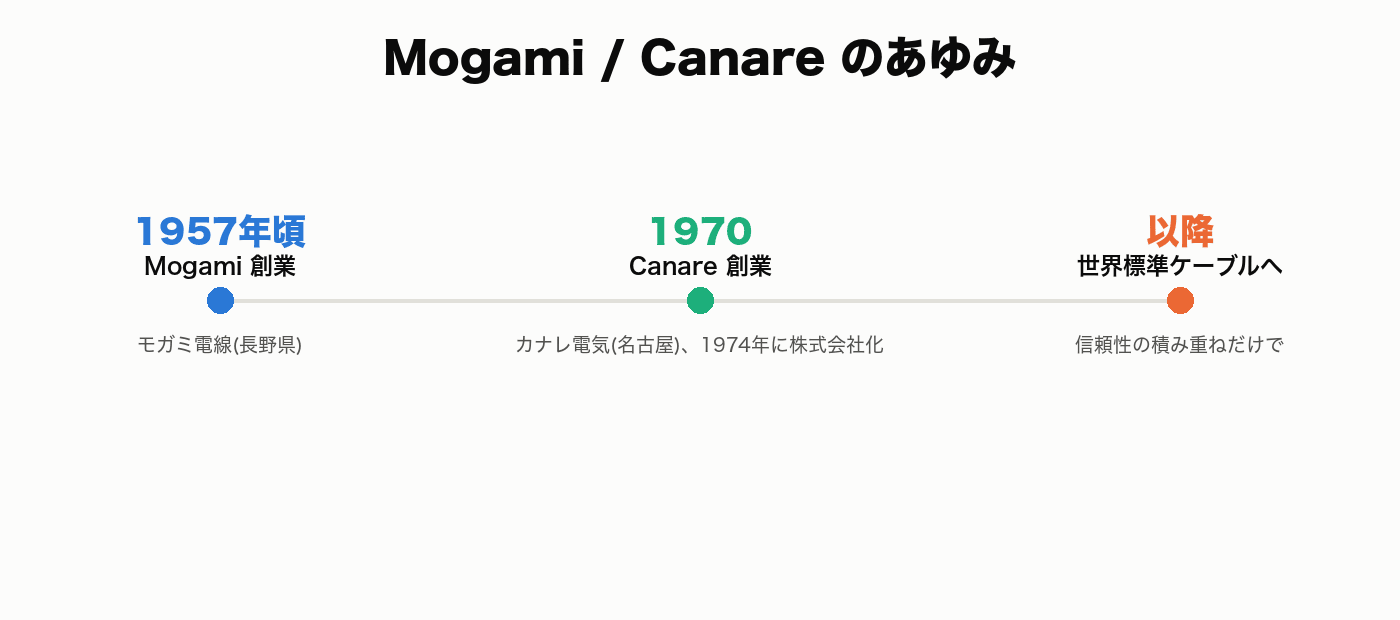 Mogami / Canare のあゆみ
1957年頃
Mogami 創業
モガミ電線(長野県)
1970
Canare 創業
カナレ電気(名古屋)、1974年に株式会社化
以降
世界標準ケーブルへ
信頼性の積み重ねだけで